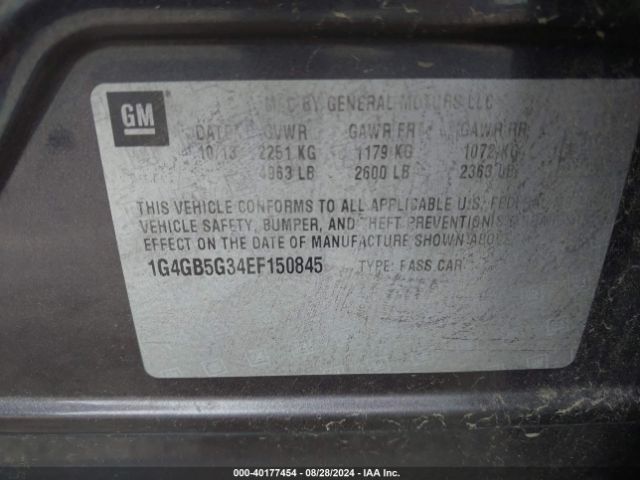 GM
MFG BY GENERAL MOTORS LLC
DATE GVWR GAWR FR GAWR RR
10/13 2251 KG 1179 KG 1072 KG
4963 LB 2600 LB 2363 LB
THIS VEHICLE CONFORMS TO ALL APPLICABLE U.S.
VEHICLE SAFETY, BUMPER, AND THEFT PREVENTION
EFFECT ON THE DATE OF MANUFACTURE SHOWN ABOVE.
1G4GB5G34EF150845 TYPE: PASS CAR
000-40177454 - 08/28/2024 - IAA Inc.